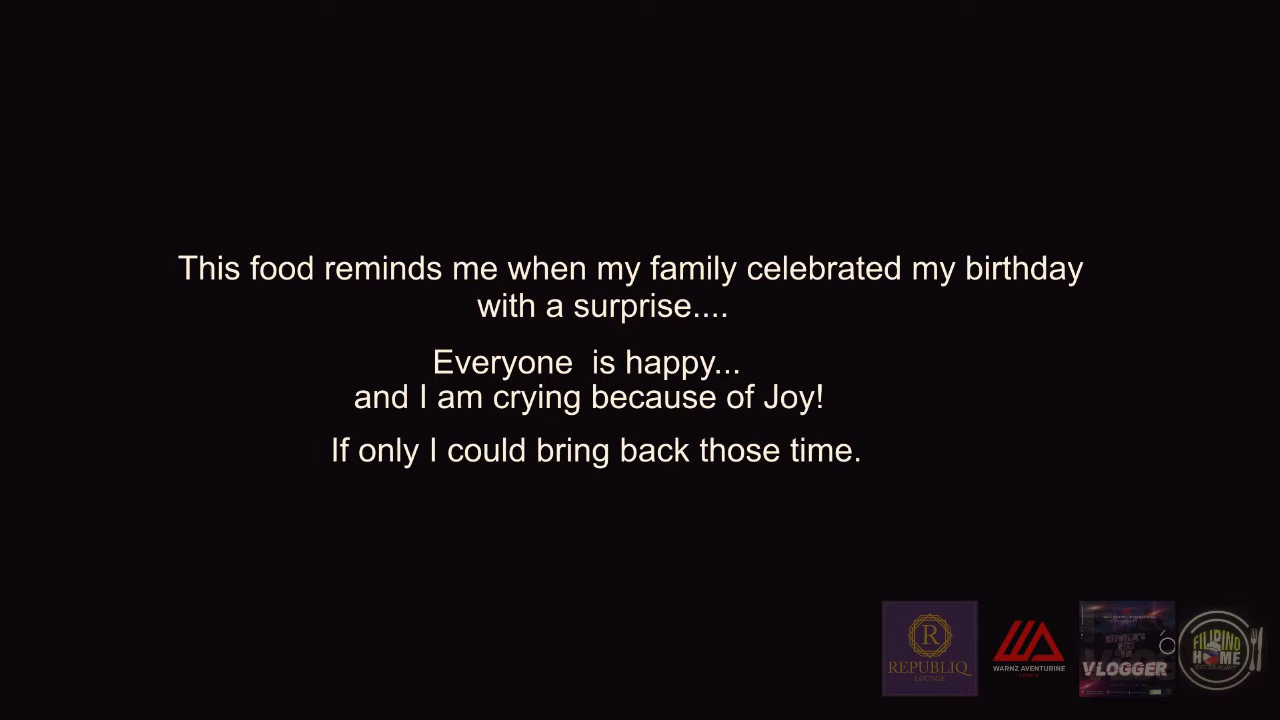 This food reminds me when my family celebrated my birthday
with a surprise....
Everyone  is happy...
and I am crying because of Joy!
If only I could bring back those time.
R
REPUBLIQ
LOUNGE
WARNZ AVENTURINE
VLOGGER
FILIPINO
HOME